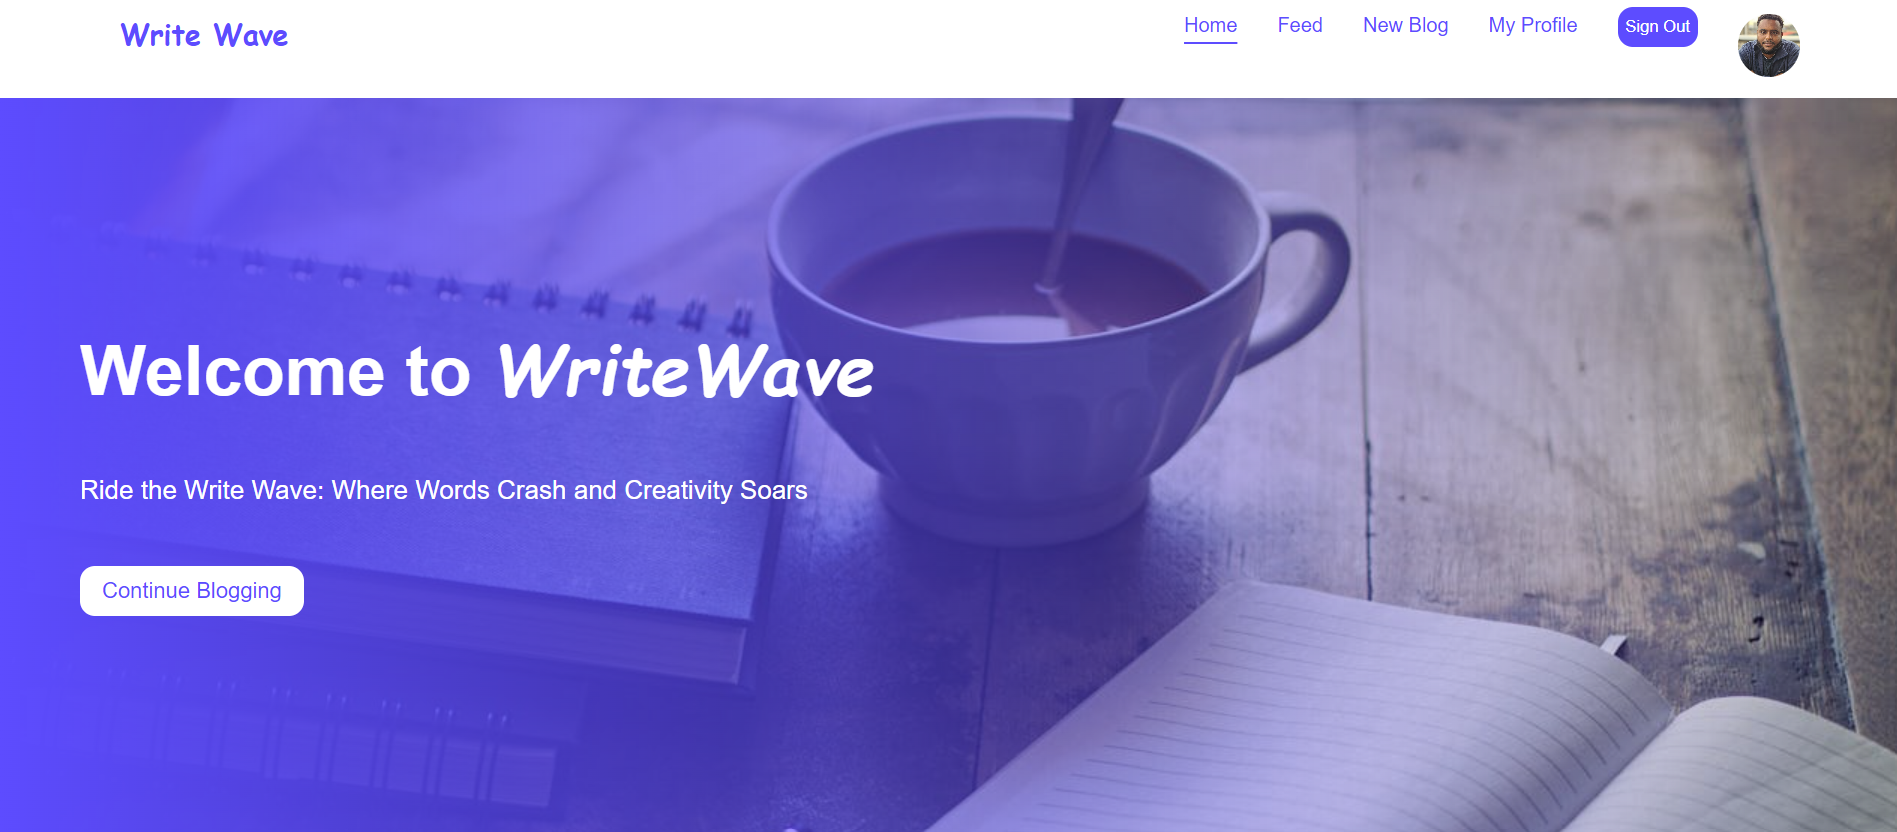 Write Wave
Home
Feed
New Blog
My Profile
Sign Out
Welcome to WriteWave
Ride the Write Wave: Where Words Crash and Creativity Soars
Continue Blogging